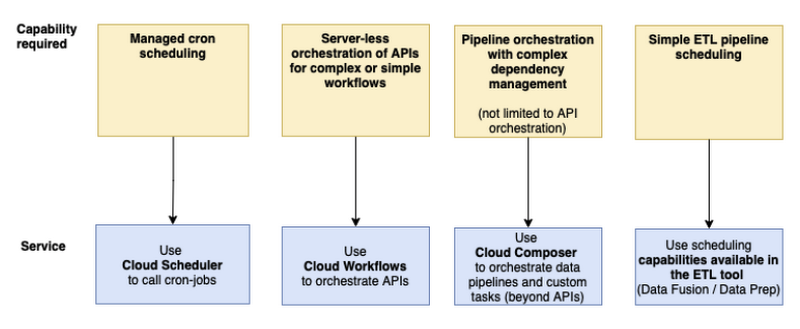 Capability
required
Managed cron
scheduling
Server-less
orchestration of APIs
for complex or simple
workflows
Pipeline orchestration
with complex
dependency
management
(not limited to API
orchestration)
Simple ETL pipeline
scheduling
Service
Use
Cloud Scheduler
to call cron-jobs
Use
Cloud Workflows
to orchestrate APIs
Use
Cloud Composer
to orchestrate data
pipelines and custom
tasks (beyond APIs)
Use scheduling
capabilities available in
the ETL tool
(Data Fusion / Data Prep)